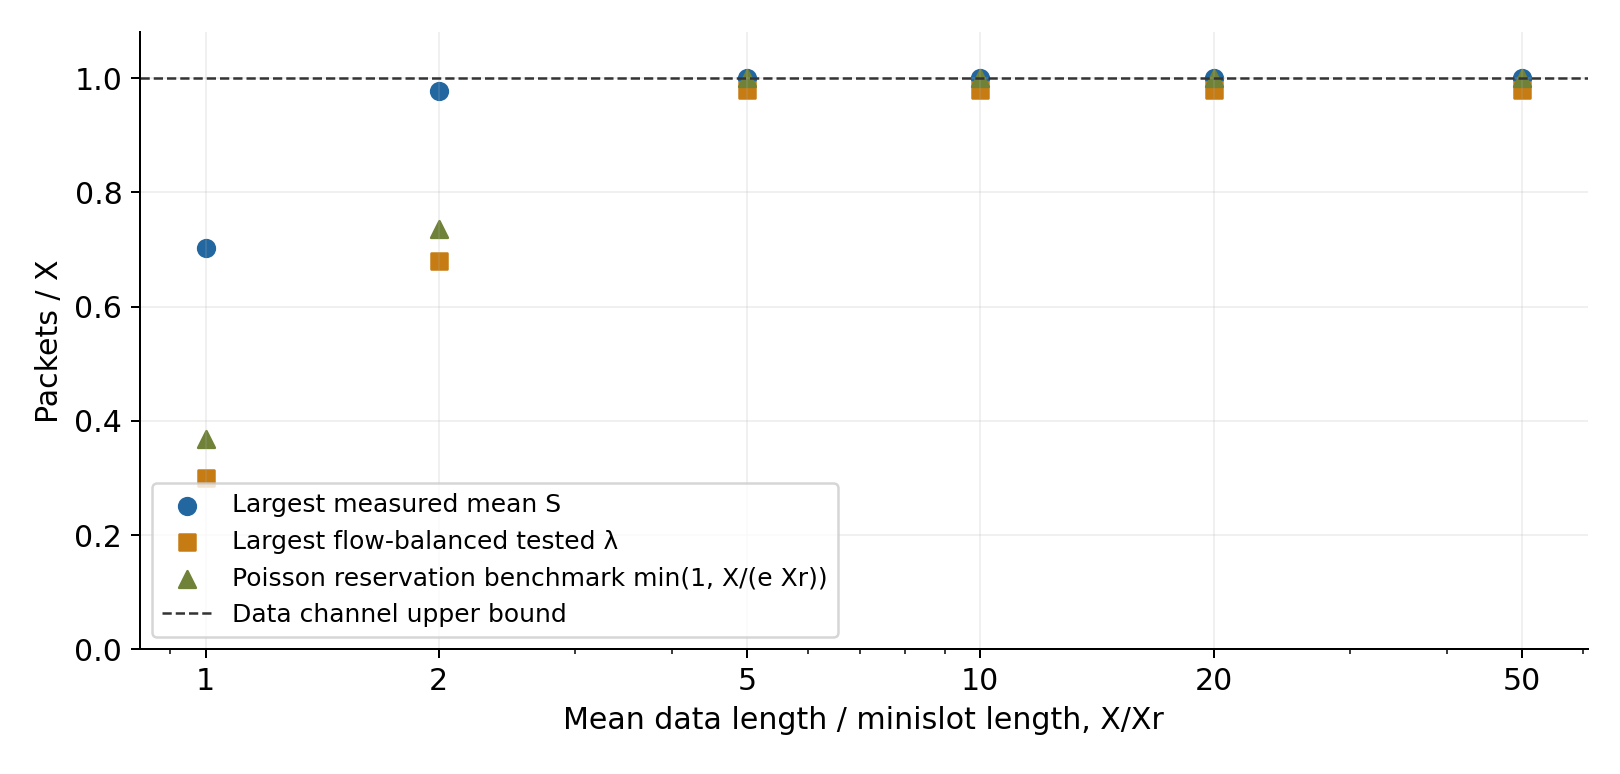 Packets / X
1.0
0.8
0.6
0.4
0.2
0.0
Largest measured mean S
Largest flow-balanced tested λ
Poisson reservation benchmark min(1, X/(e Xr))
Data channel upper bound
1 2 5 10 20 50
Mean data length / minislot length, X/Xr